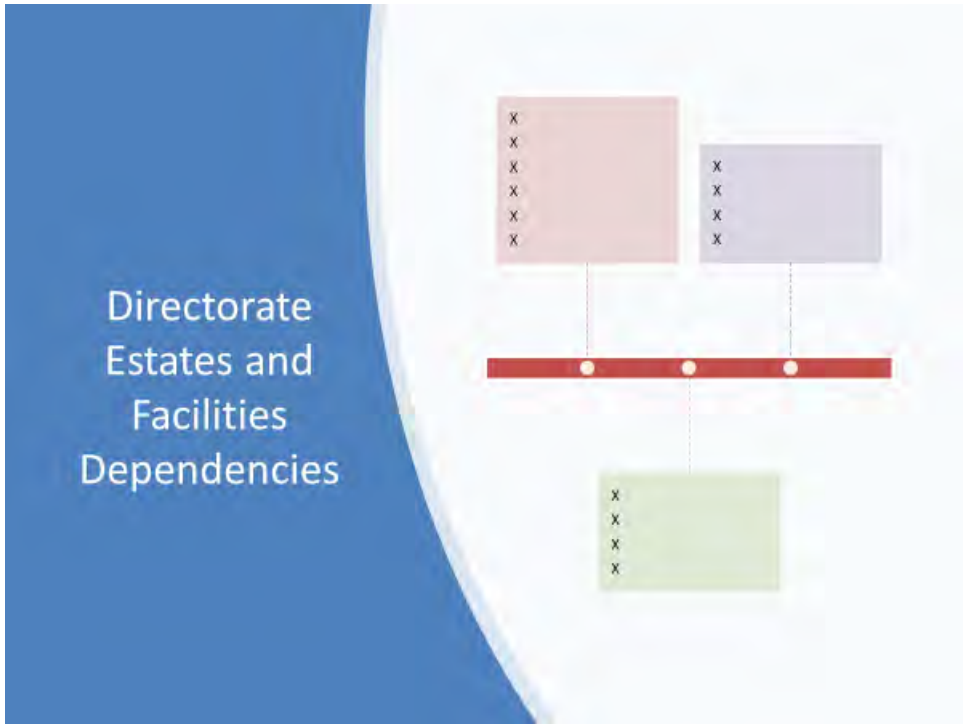 Directorate
Estates and
Facilities
Dependencies
X
X
X
X
X
X
X
X
X
X
X
X
X
X